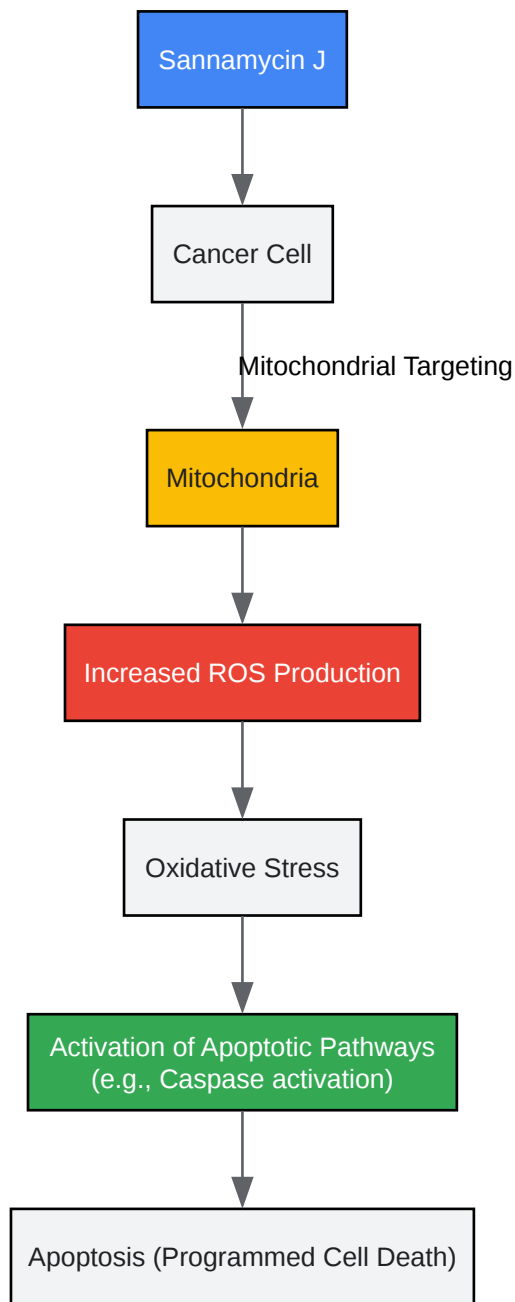 Sannamycin J
Cancer Cell
Mitochondrial Targeting
Mitochondria
Increased ROS Production
Oxidative Stress
Activation of Apoptotic Pathways
(e.g., Caspase activation)
Apoptosis (Programmed Cell Death)